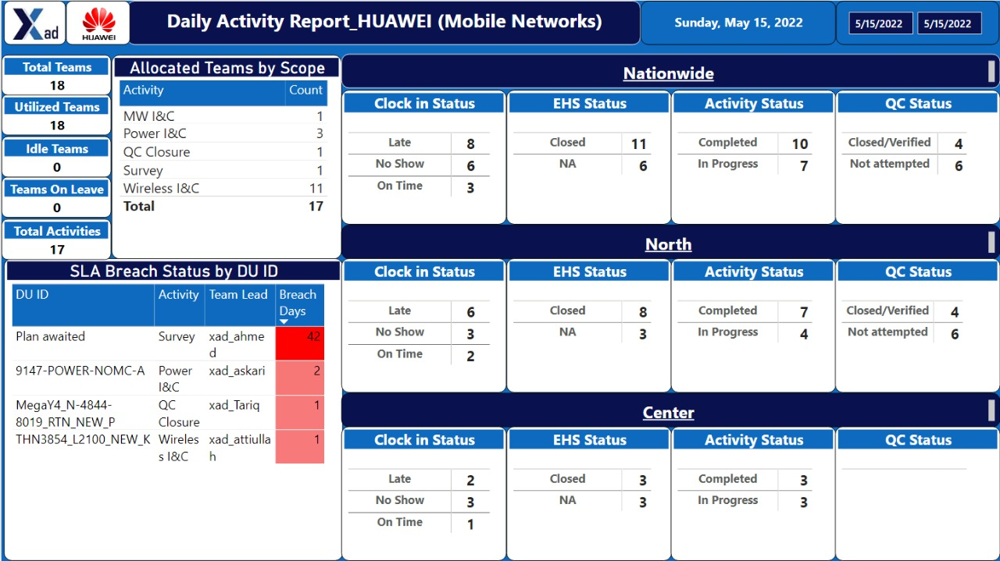 Xad
HUAWEI
Daily Activity Report_HUAWEI (Mobile Networks)
Sunday, May 15, 2022
5/15/2022 5/15/2022
Total Teams
18
Utilized Teams
18
Idle Teams
0
Teams On Leave
0
Total Activities
17
Allocated Teams by Scope
Activity Count
MW I&C 1
Power I&C 3
QC Closure 1
Survey 1
Wireless I&C 11
Total 17
SLA Breach Status by DU ID
DU ID Activity Team Lead Breach
Days
Plan awaited Survey xad_ahme 42
d
9147-POWER-NOMC-A Power xad_askari 2
I&C
MegaY4_N-4844- QC xad_Tariq 1
8019_RTN_NEW_P Closure
THN3854_L2100_NEW_K Wireles xad_attiulla 1
s I&C h
Nationwide
Clock in Status EHS Status Activity Status QC Status
Late 8 Closed 11 Completed 10 Closed/Verified 4
No Show 6 NA 6 In Progress 7 Not attempted 6
On Time 3
North
Clock in Status EHS Status Activity Status QC Status
Late 6 Closed 8 Completed 7 Closed/Verified 4
No Show 3 NA 3 In Progress 4 Not attempted 6
On Time 2
Center
Clock in Status EHS Status Activity Status QC Status
Late 2 Closed 3 Completed 3
No Show 3 NA 3 In Progress 3
On Time 1